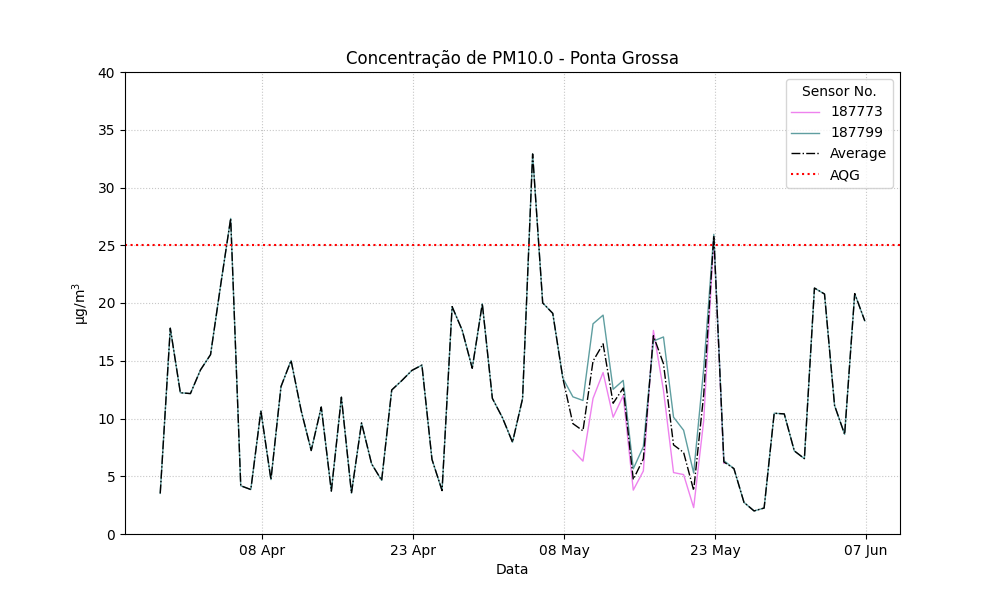 Concentração de PM10.0 - Ponta Grossa
40
35
30
25
20
15
10
5
0
µg/m³
Sensor No.
187773
187799
Average
AQG
08 Apr
23 Apr
08 May
23 May
07 Jun
Data